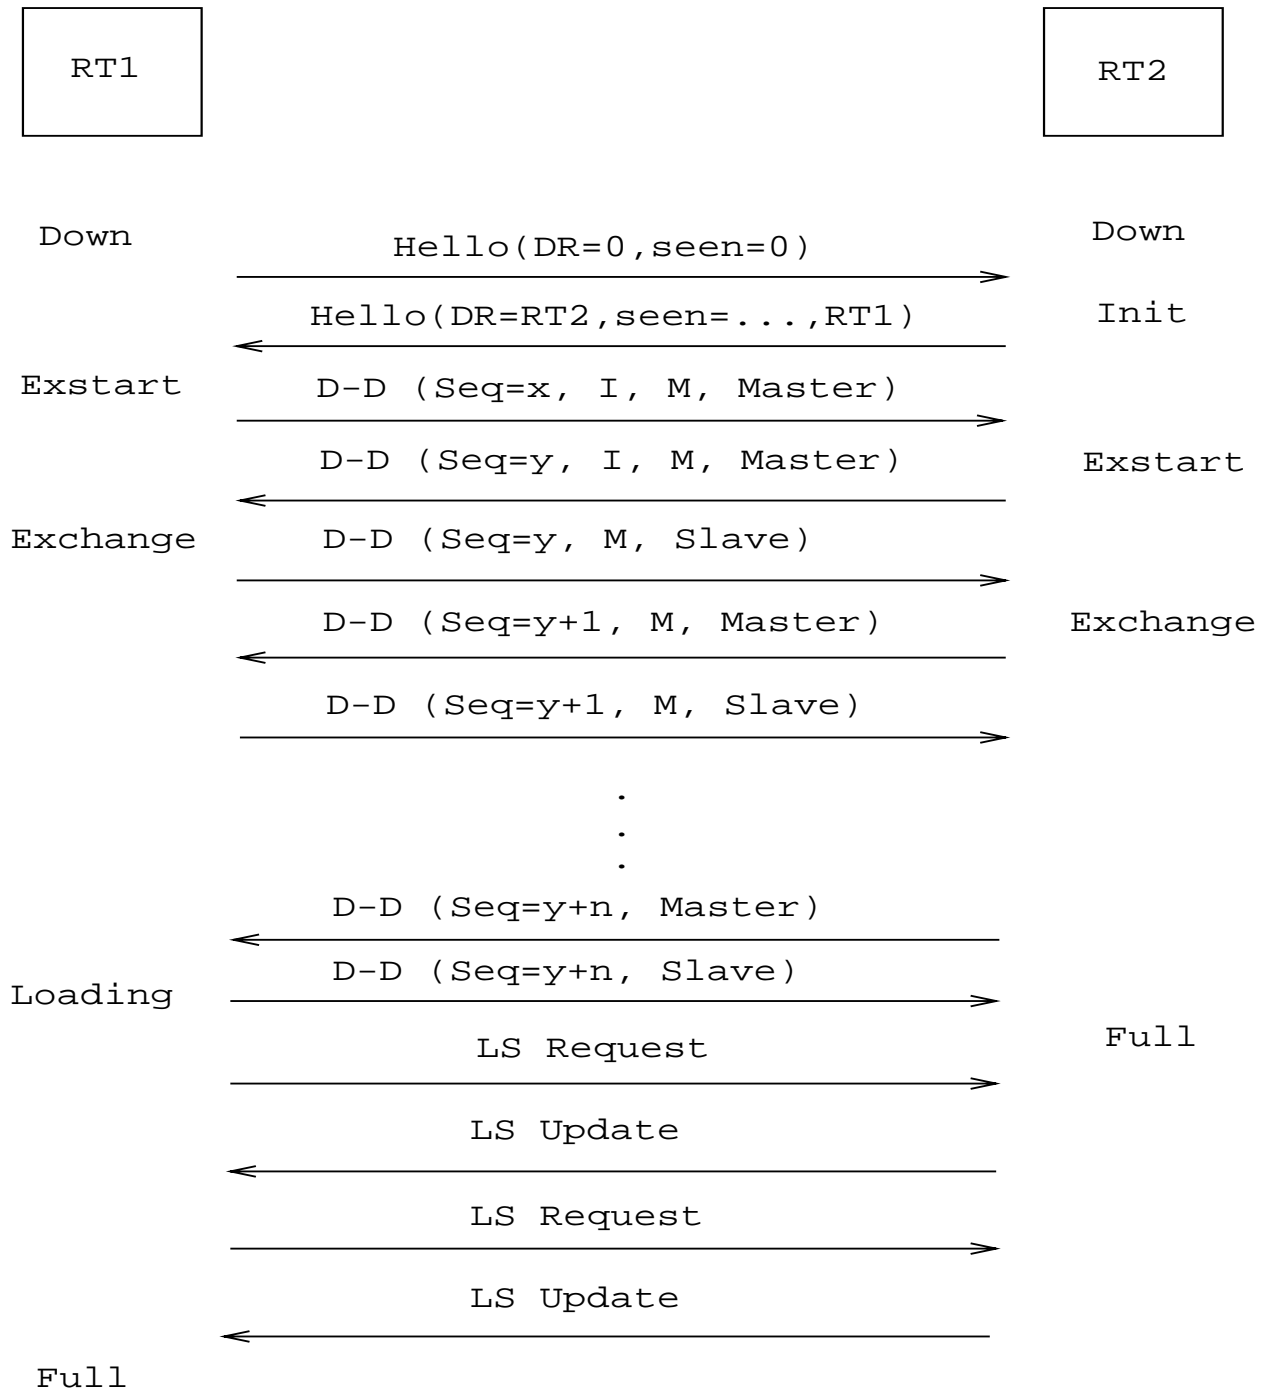 RT1
RT2
Down
Down
Hello(DR=0,seen=0)
Hello(DR=RT2,seen=...,RT1)
Init
Exstart
D-D (Seq=x, I, M, Master)
D-D (Seq=y, I, M, Master)
Exstart
Exchange
D-D (Seq=y, M, Slave)
D-D (Seq=y+1, M, Master)
Exchange
D-D (Seq=y+1, M, Slave)
.
.
.
D-D (Seq=y+n, Master)
D-D (Seq=y+n, Slave)
Loading
Full
LS Request
LS Update
LS Request
LS Update
Full